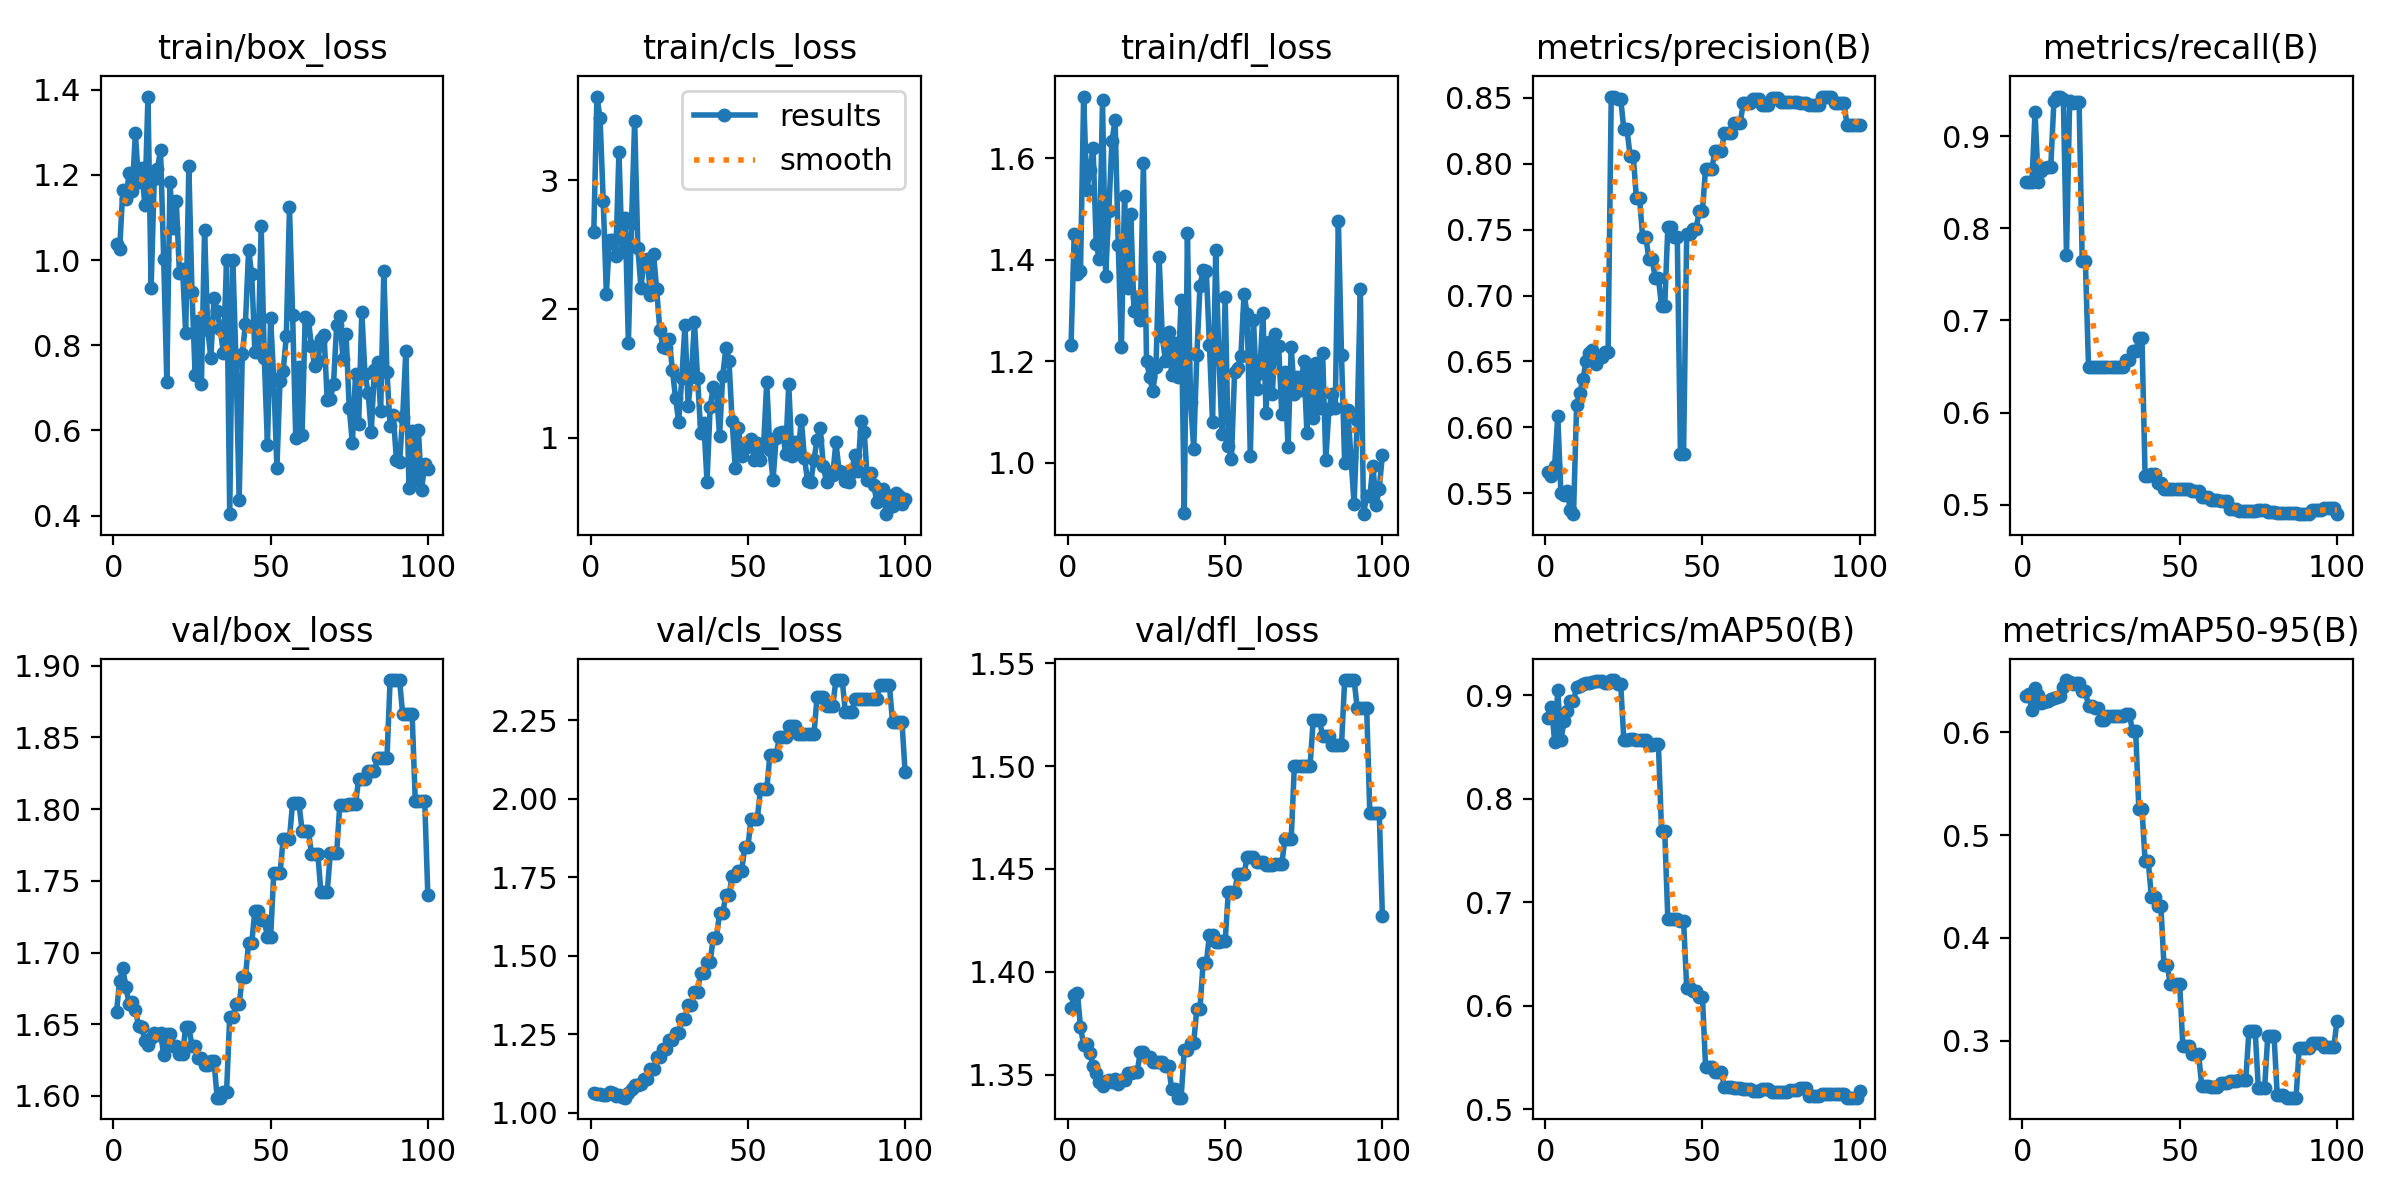 train/box_loss
1.4
1.2
1.0
0.8
0.6
0.4
0 50 100
train/cls_loss
results
smooth
3
2
1
0 50 100
train/dfl_loss
1.6
1.4
1.2
1.0
0 50 100
metrics/precision(B)
0.85
0.80
0.75
0.70
0.65
0.60
0.55
0 50 100
metrics/recall(B)
0.9
0.8
0.7
0.6
0.5
0 50 100
val/box_loss
1.90
1.85
1.80
1.75
1.70
1.65
1.60
0 50 100
val/cls_loss
2.25
2.00
1.75
1.50
1.25
1.00
0 50 100
val/dfl_loss
1.55
1.50
1.45
1.40
1.35
0 50 100
metrics/mAP50(B)
0.9
0.8
0.7
0.6
0.5
0 50 100
metrics/mAP50-95(B)
0.6
0.5
0.4
0.3
0 50 100